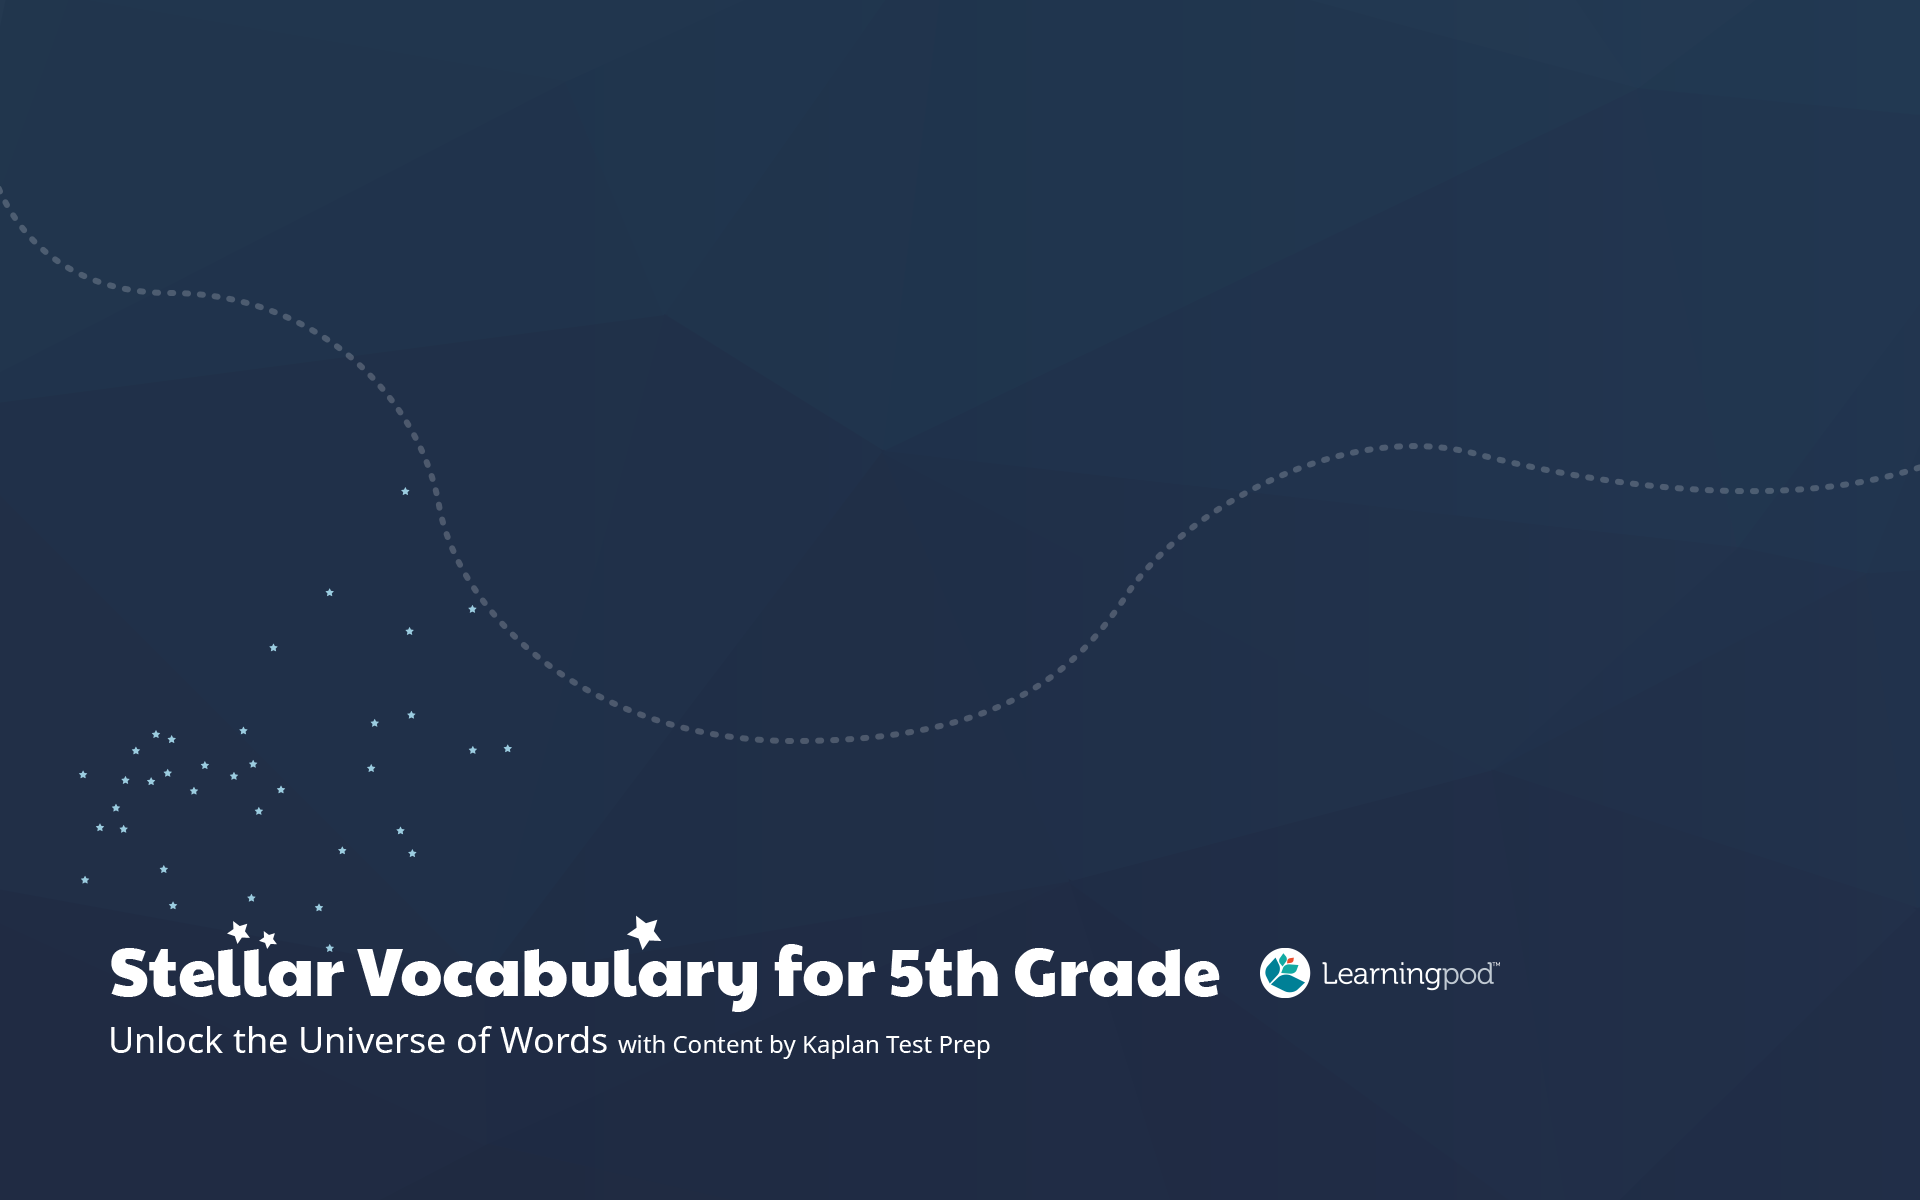 Stellar Vocabulary for 5th Grade
Learningpod™
Unlock the Universe of Words with Content by Kaplan Test Prep